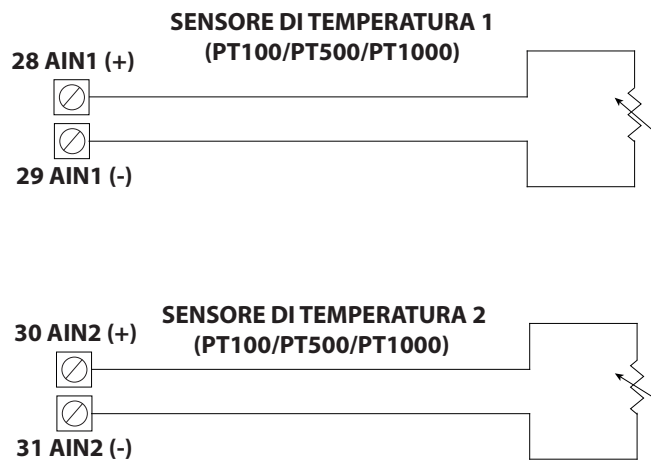 SENSORE DI TEMPERATURA 1
(PT100/PT500/PT1000)
28 AIN1 (+)
29 AIN1 (-)
SENSORE DI TEMPERATURA 2
(PT100/PT500/PT1000)
30 AIN2 (+)
31 AIN2 (-)